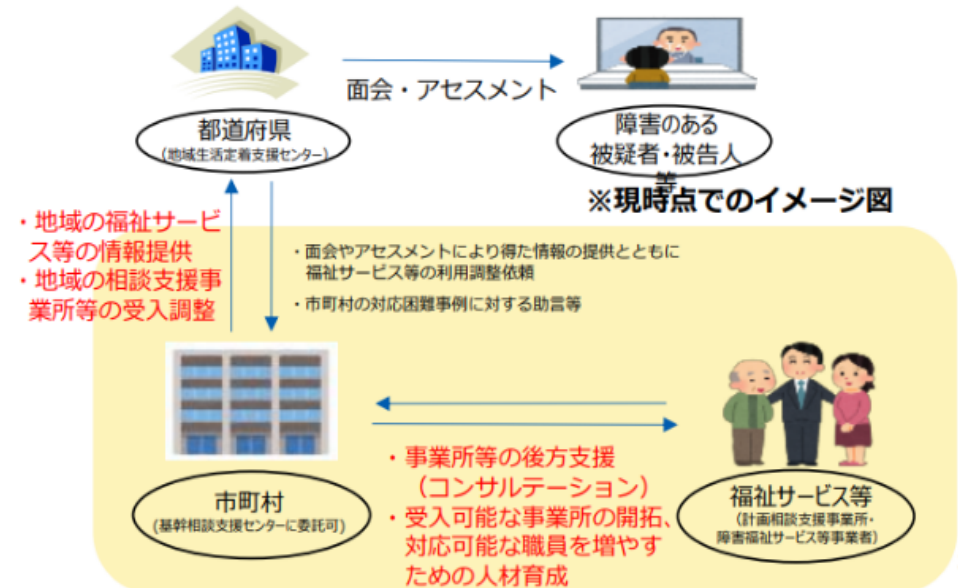 面会・アセスメント
都道府県
(地域生活定着支援センター)
障害のある
被疑者・被告人
等
※現時点でのイメージ図
・地域の福祉サービ
ス等の情報提供
・地域の相談支援事
業所等の受入調整
・面会やアセスメントにより得た情報の提供とともに
福祉サービス等の利用調整依頼
・市町村の対応困難事例に対する助言等
市町村
(基幹相談支援センターに委託可)
・事業所等の後方支援
(コンサルテーション)
・受入可能な事業所の開拓、
対応可能な職員を増やす
ための人材育成
福祉サービス等
(計画相談支援事業所・
障害福祉サービス等事業者)